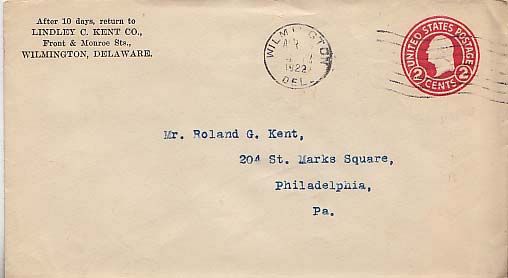 After 10 days, return to
LINDLEY C. KENT CO.,
Front & Monroe Sts.,
WILMINGTON, DELAWARE.
WILMINGTON
1922
DEL.
UNITED STATES POSTAGE
2 CENTS 2
Mr. Roland G. Kent,
204 St. Marks Square,
Philadelphia,
Pa.